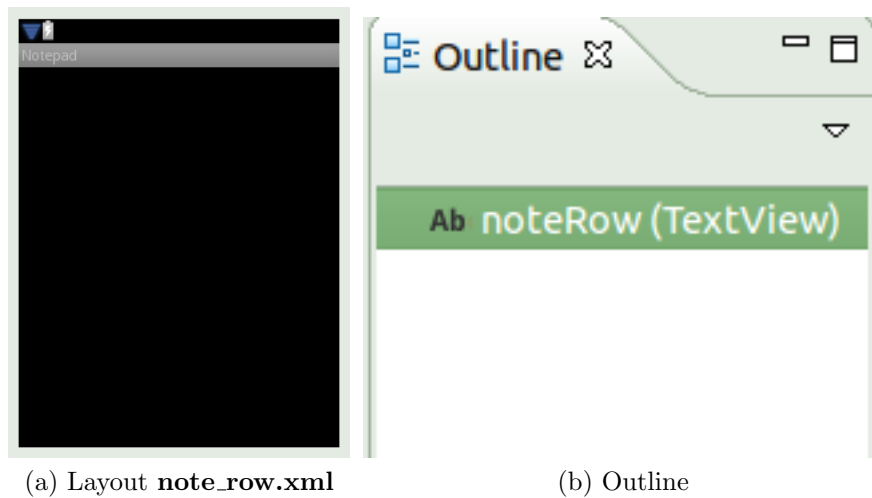 Notepad
Outline
Ab noteRow (TextView)
(a) Layout note_row.xml
(b) Outline